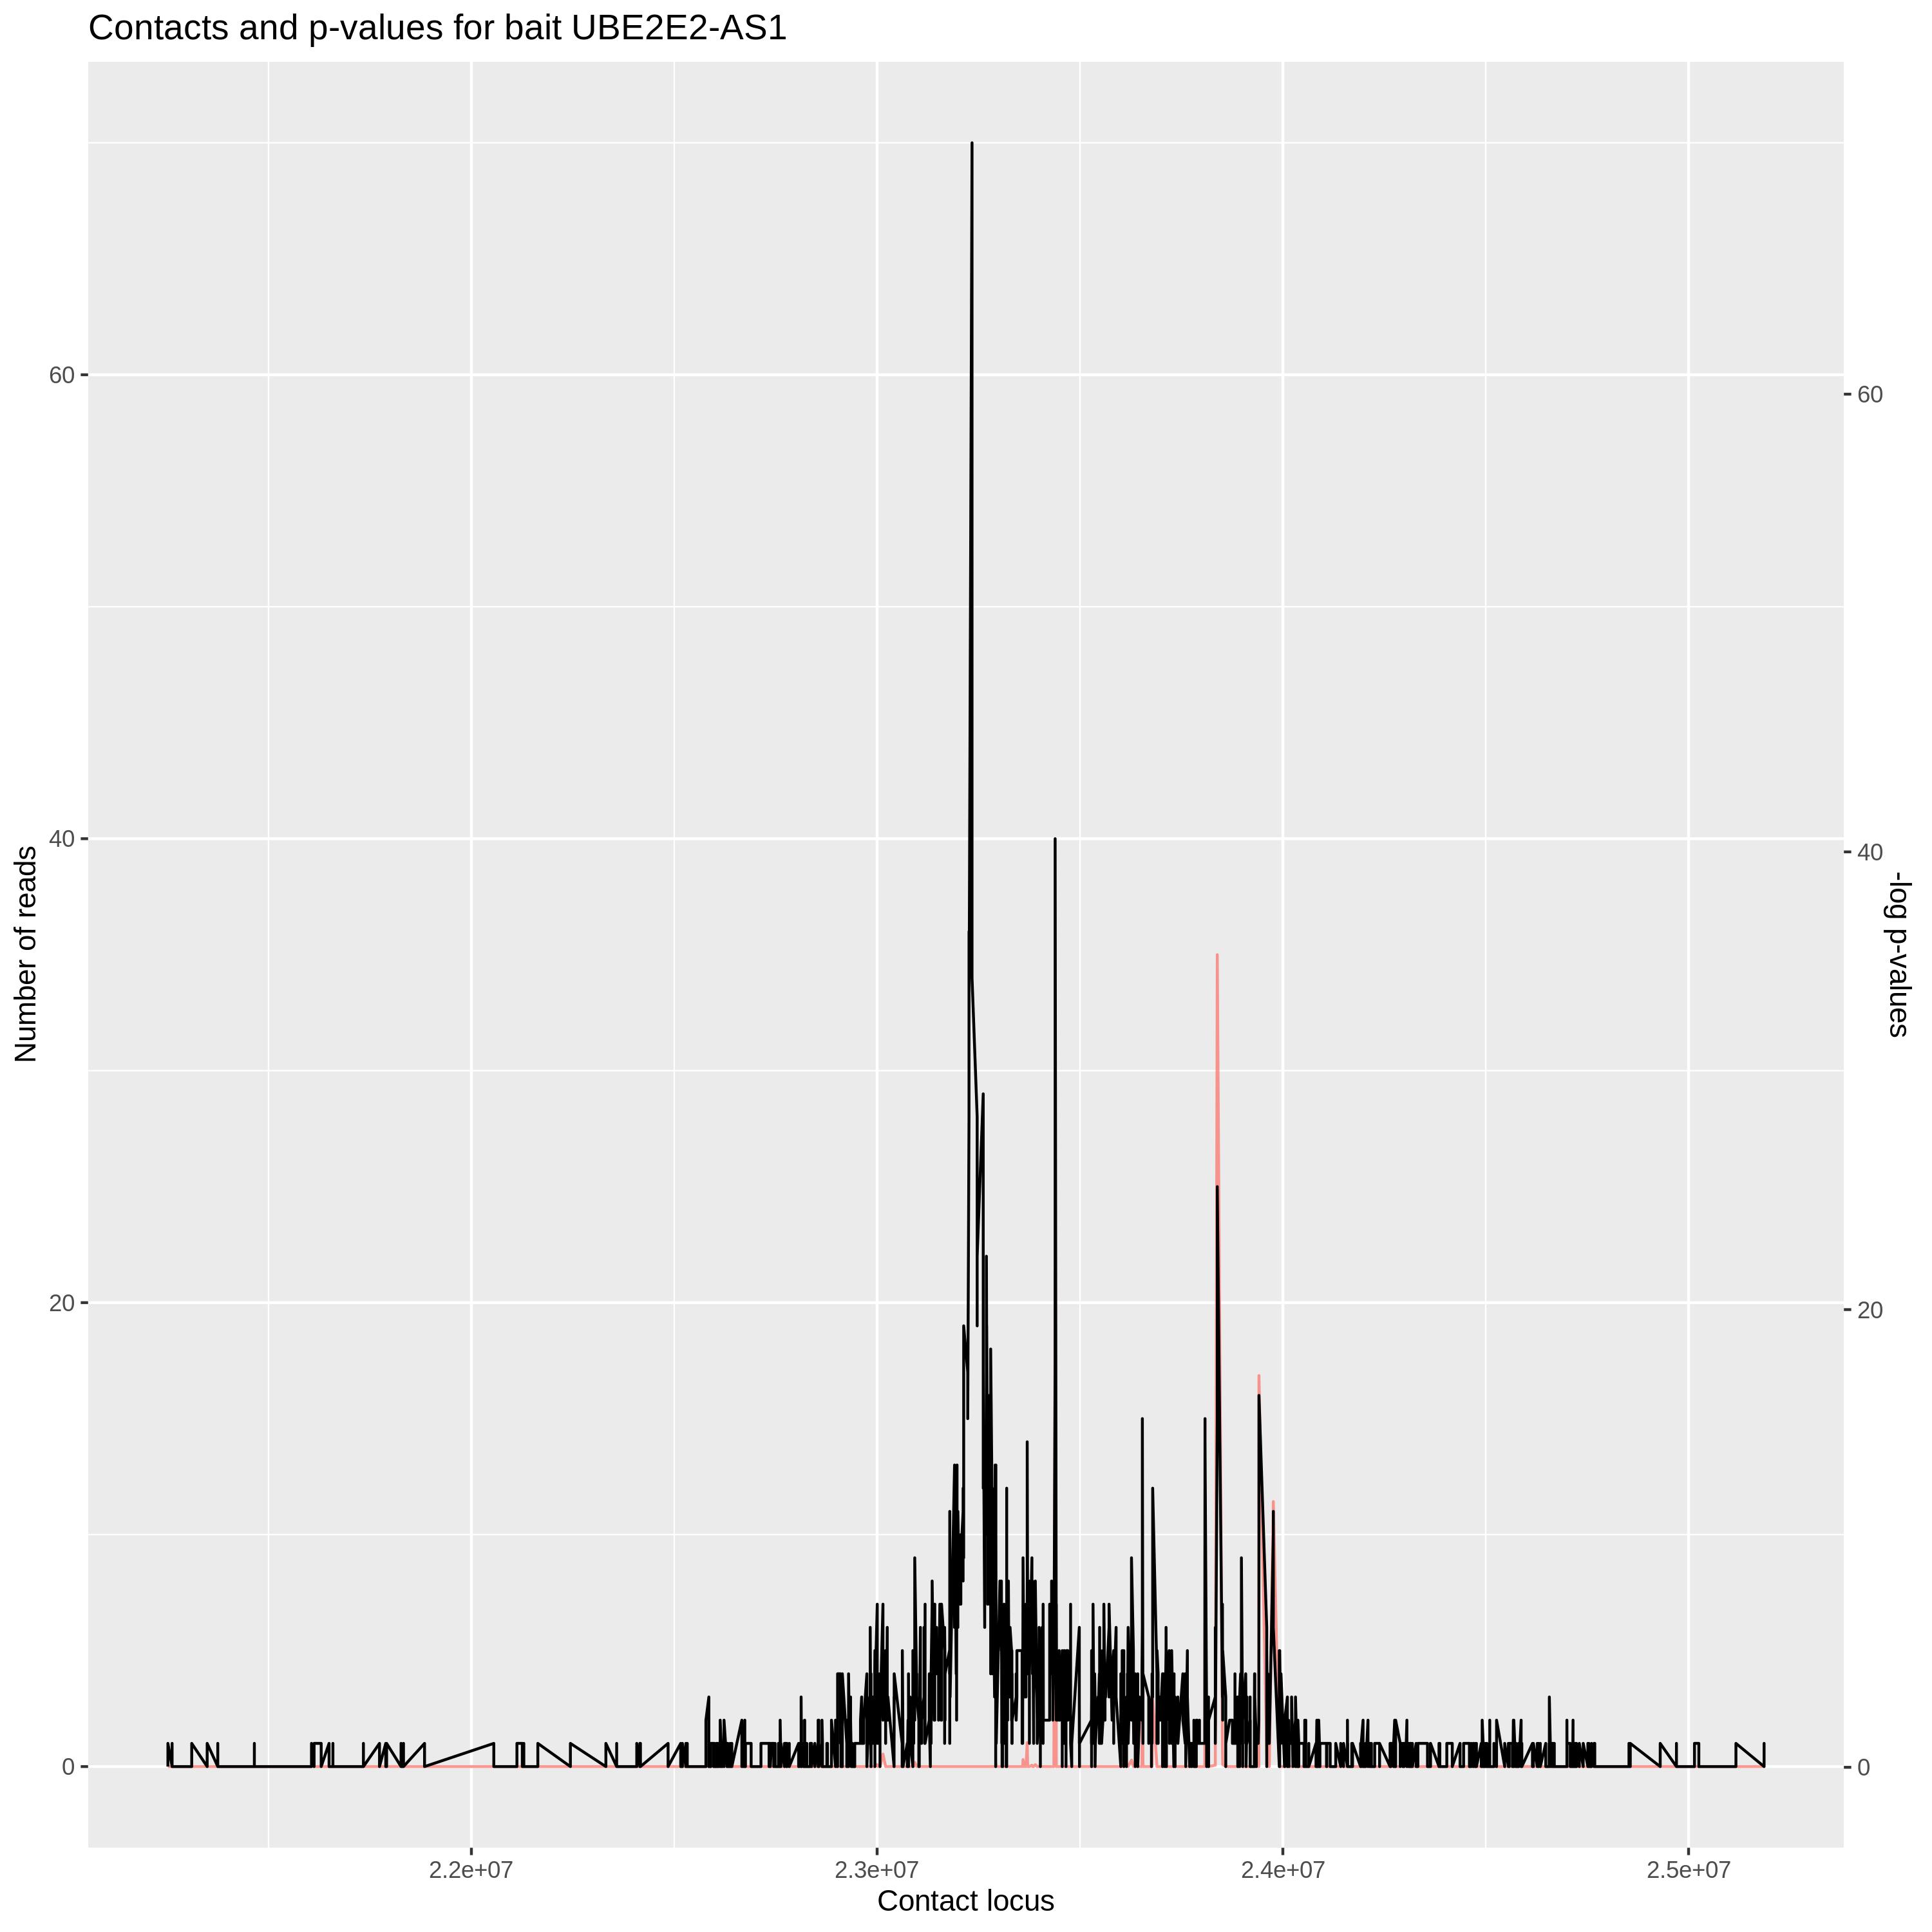 Contacts and p-values for bait UBE2E2-AS1
60
40
20
0
Number of reads
60
40
20
0
-log p-values
2.2e+07 2.3e+07 2.4e+07 2.5e+07
Contact locus